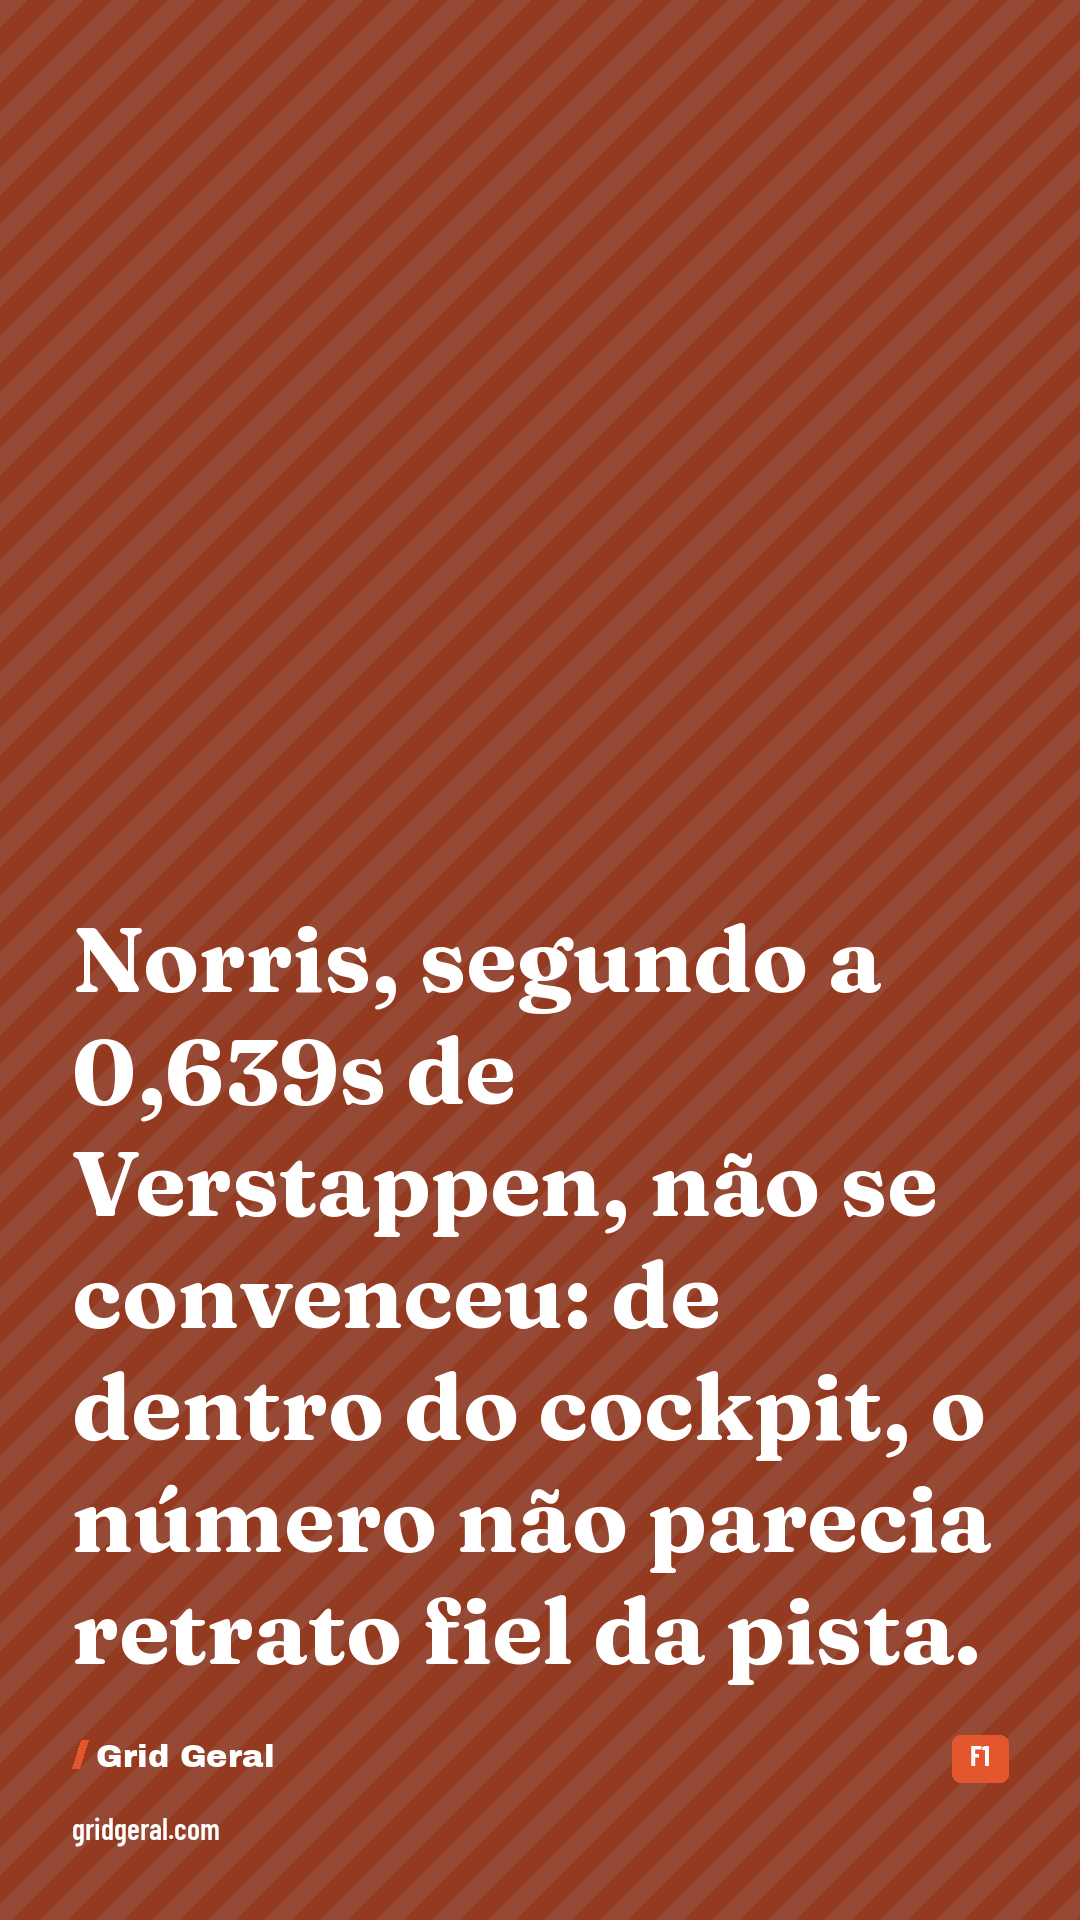 Norris, segundo a
0,639s de
Verstappen, não se
convenceu: de
dentro do cockpit, o
número não parecia
retrato fiel da pista.
/ Grid Geral
F1
gridgeral.com